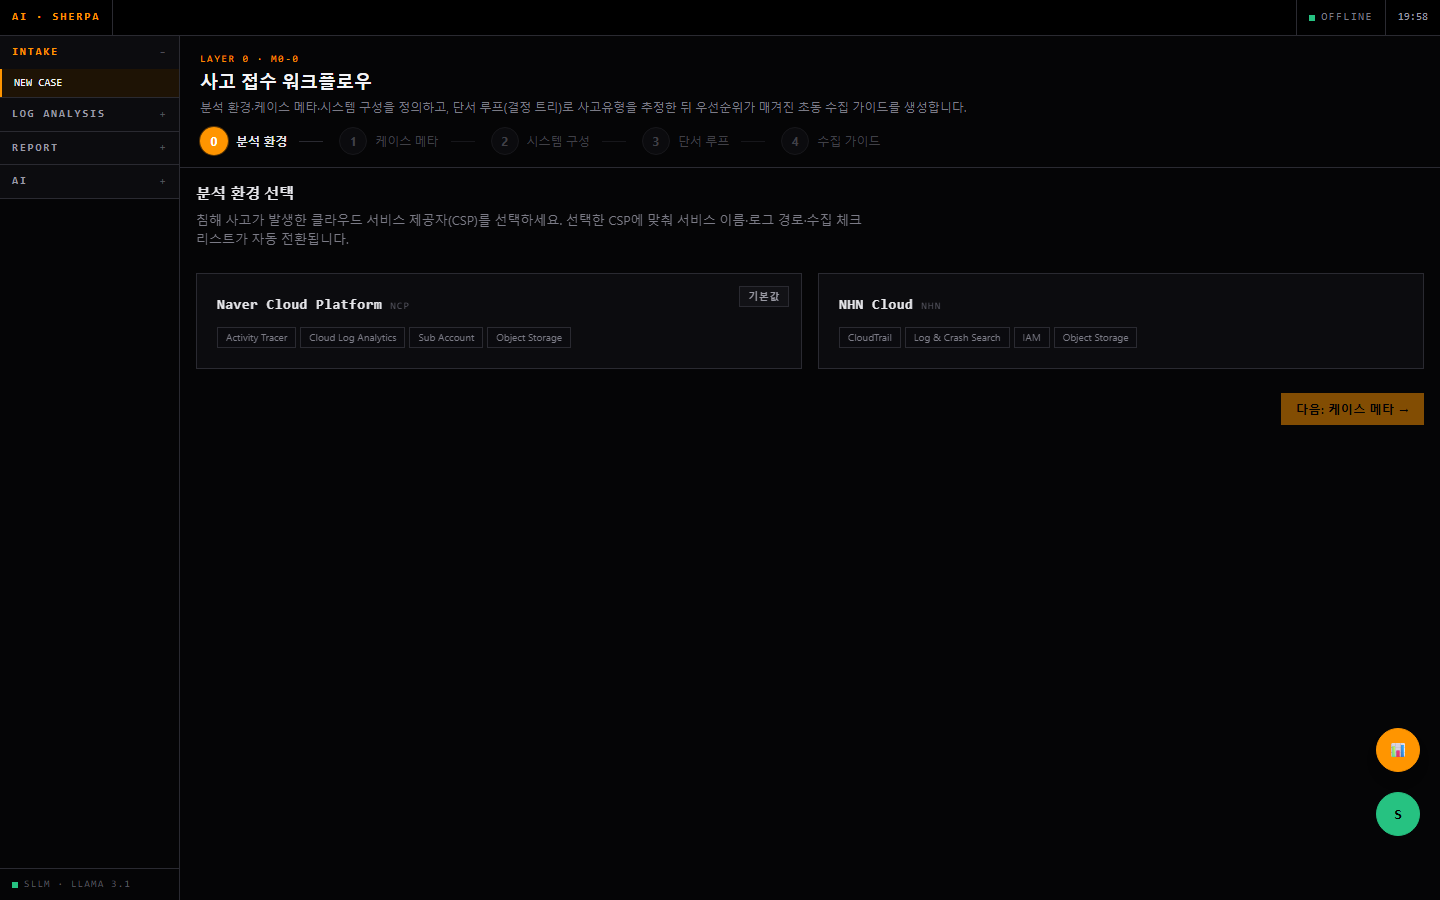 AI · SHERPA
OFFLINE
19:58
INTAKE −
NEW CASE
LOG ANALYSIS +
REPORT +
AI +
LAYER 0 · M0-0
사고 접수 워크플로우
분석 환경·케이스 메타·시스템 구성을 정의하고, 단서 루프(결정 트리)로 사고유형을 추정한 뒤 우선순위가 매겨진 초동 수집 가이드를 생성합니다.
0 분석 환경 1 케이스 메타 2 시스템 구성 3 단서 루프 4 수집 가이드
분석 환경 선택
침해 사고가 발생한 클라우드 서비스 제공자(CSP)를 선택하세요. 선택한 CSP에 맞춰 서비스 이름·로그 경로·수집 체크
리스트가 자동 전환됩니다.
Naver Cloud Platform NCP 기본값
Activity Tracer Cloud Log Analytics Sub Account Object Storage
NHN Cloud NHN
CloudTrail Log & Crash Search IAM Object Storage
다음: 케이스 메타 →
S
SLLM · LLAMA 3.1